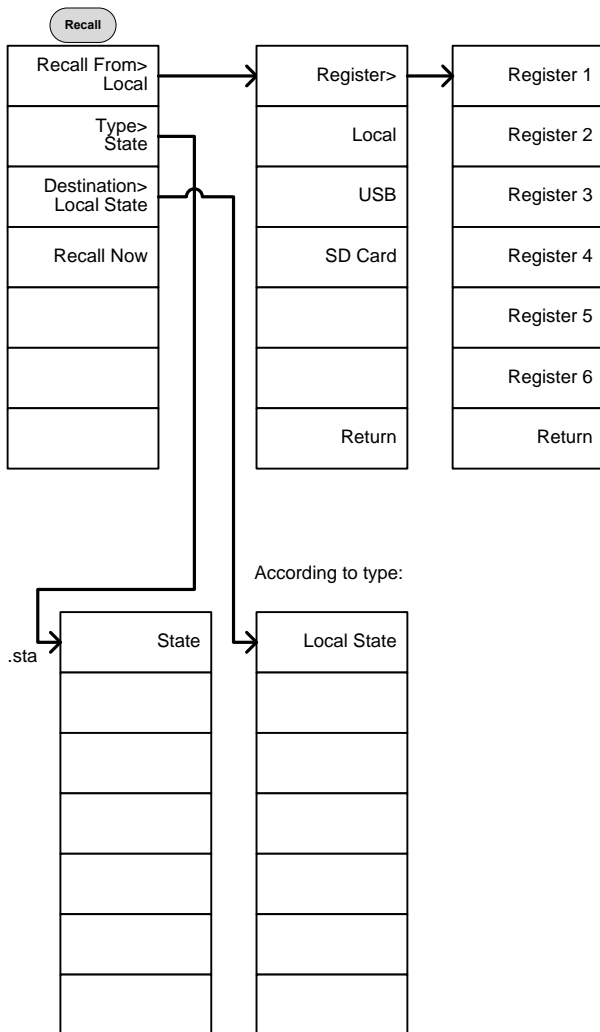 Recall
Recall From>
Local
Type>
State
Destination>
Local State
Recall Now
Register>
Local
USB
SD Card
Return
Register 1
Register 2
Register 3
Register 4
Register 5
Register 6
Return
According to type:
.sta
State
Local State